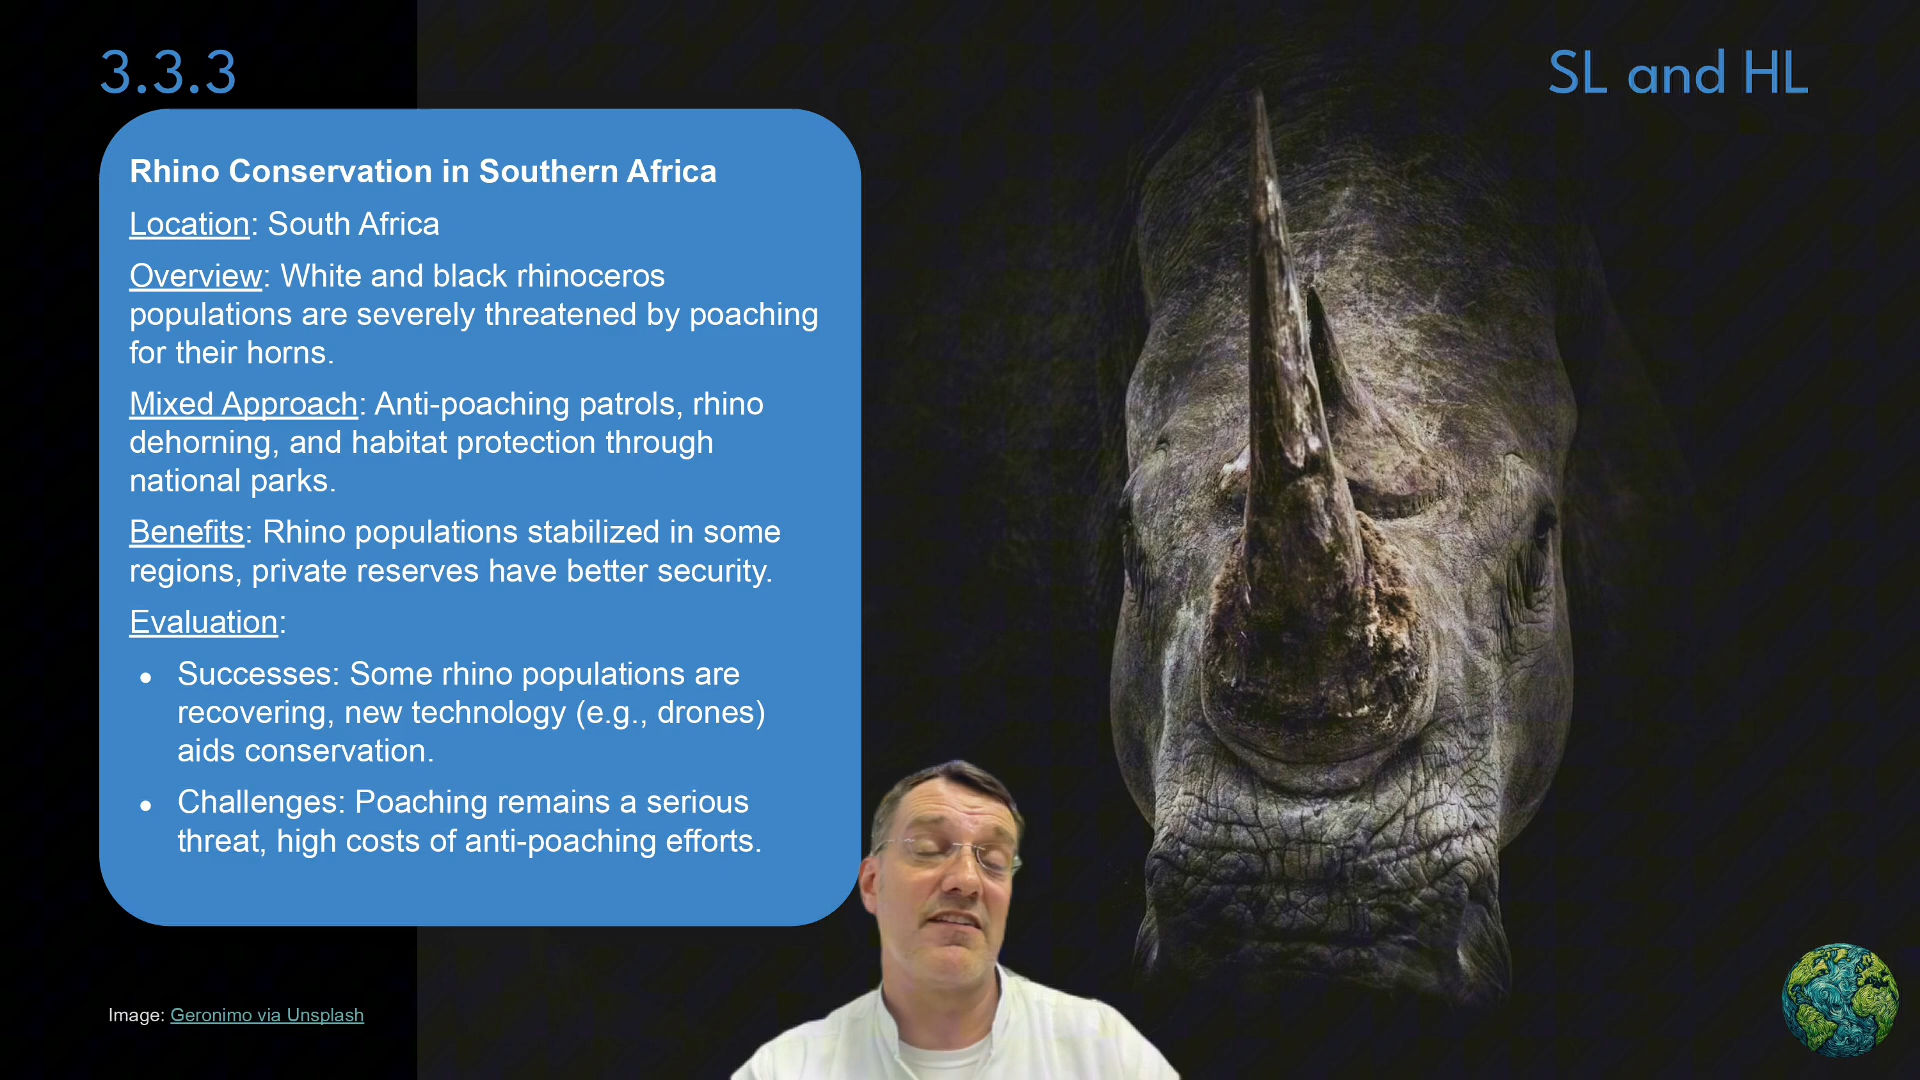 3.3.3
SL and HL
Rhino Conservation in Southern Africa
Location: South Africa
Overview: White and black rhinoceros
populations are severely threatened by poaching
for their horns.
Mixed Approach: Anti-poaching patrols, rhino
dehorning, and habitat protection through
national parks.
Benefits: Rhino populations stabilized in some
regions, private reserves have better security.
Evaluation:
● Successes: Some rhino populations are
recovering, new technology (e.g., drones)
aids conservation.
● Challenges: Poaching remains a serious
threat, high costs of anti-poaching efforts.
Image: Geronimo via Unsplash